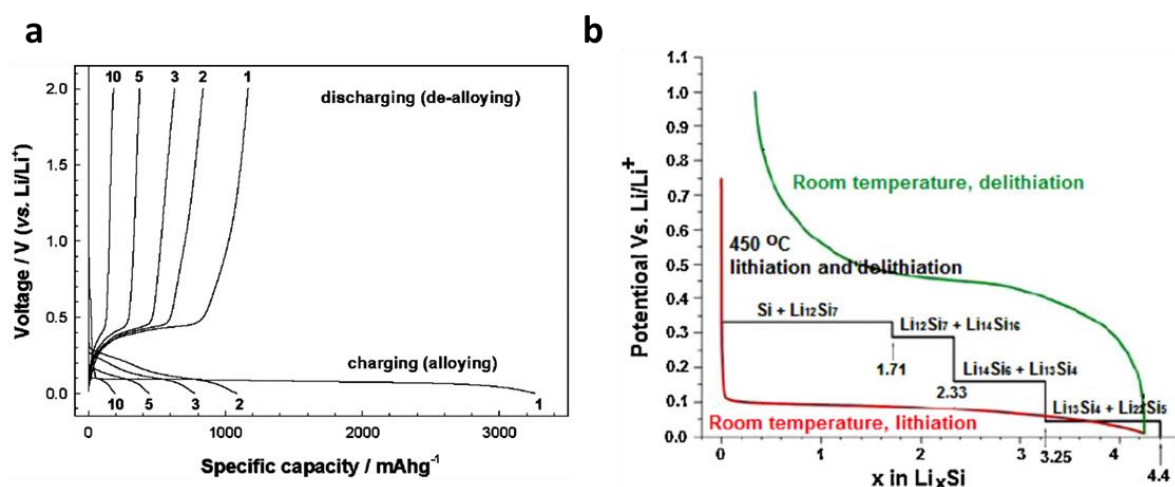 a
2.0
1.5
1.0
0.5
0.0
Voltage / V (vs. Li/Li⁺)
10 5 3 2 1
discharging (de-alloying)
charging (alloying)
10 5 3 2 1
0 1000 2000 3000
Specific capacity / mAhg⁻¹
b
1.1
1.0
0.9
0.8
0.7
0.6
0.5
0.4
0.3
0.2
0.1
0.0
Potentioal Vs. Li/Li⁺
Room temperature, delithiation
450 ᴼC
lithiation and delithiation
Si + Li₁₂Si₇
Li₁₂Si₇ + Li₁₄Si₁₆
1.71
Li₁₄Si₆ + Li₁₃Si₄
2.33
Li₁₃Si₄ + Li₂₂Si₅
Room temperature, lithiation
0 1 2 3 4
3.25
4.4
x in LiₓSi